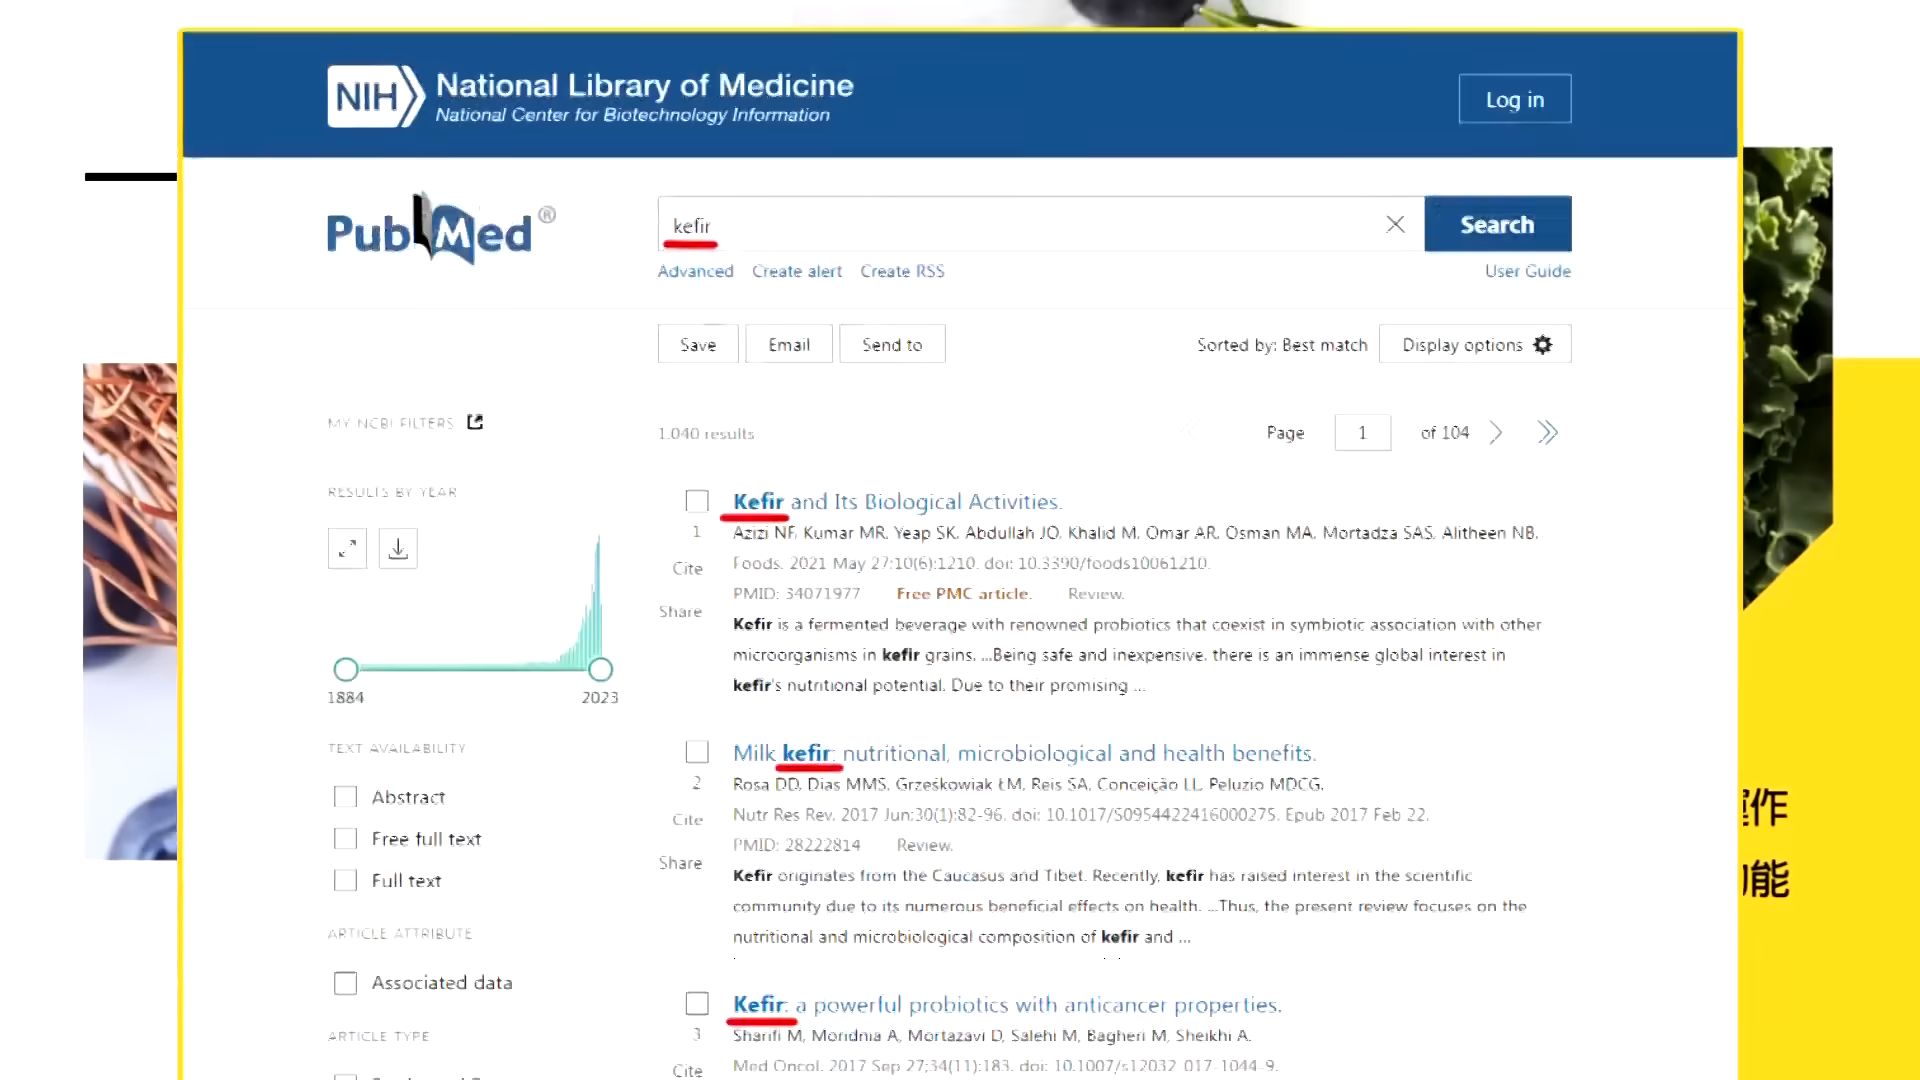 NIH National Library of Medicine
National Center for Biotechnology Information
Log in
PubMed®
kefir
Search
Advanced Create alert Create RSS
User Guide
Save Email Send to
Sorted by: Best match Display options
MY NCBI FILTERS
1,040 results
Page 1 of 104
RESULTS BY YEAR
1884 2023
TEXT AVAILABILITY
Abstract
Free full text
Full text
ARTICLE ATTRIBUTE
Associated data
ARTICLE TYPE
Kefir and Its Biological Activities.
1 Azizi NF, Kumar MR, Yeap SK, Abdullah JO, Khalid M, Omar AR, Osman MA, Mortadza SAS, Alitheen NB.
Cite Foods. 2021 May 27;10(6):1210. doi: 10.3390/foods10061210.
PMID: 34071977 Free PMC article. Review.
Share
Kefir is a fermented beverage with renowned probiotics that coexist in symbiotic association with other
microorganisms in kefir grains. ...Being safe and inexpensive, there is an immense global interest in
kefir's nutritional potential. Due to their promising ...
Milk kefir: nutritional, microbiological and health benefits.
2 Rosa DD, Dias MMS, Grześkowiak ŁM, Reis SA, Conceição LL, Peluzio MDCG.
Cite Nutr Res Rev. 2017 Jun;30(1):82-96. doi: 10.1017/S0954422416000275. Epub 2017 Feb 22.
PMID: 28222814 Review.
Share
Kefir originates from the Caucasus and Tibet. Recently, kefir has raised interest in the scientific
community due to its numerous beneficial effects on health. ...Thus, the present review focuses on the
nutritional and microbiological composition of kefir and ...
Kefir: a powerful probiotics with anticancer properties.
3 Sharifi M, Moridnia A, Mortazavi D, Salehi M, Bagheri M, Sheikhi A.
Cite Med Oncol. 2017 Sep 27;34(11):183. doi: 10.1007/s12032-017-1044-9.
作
能